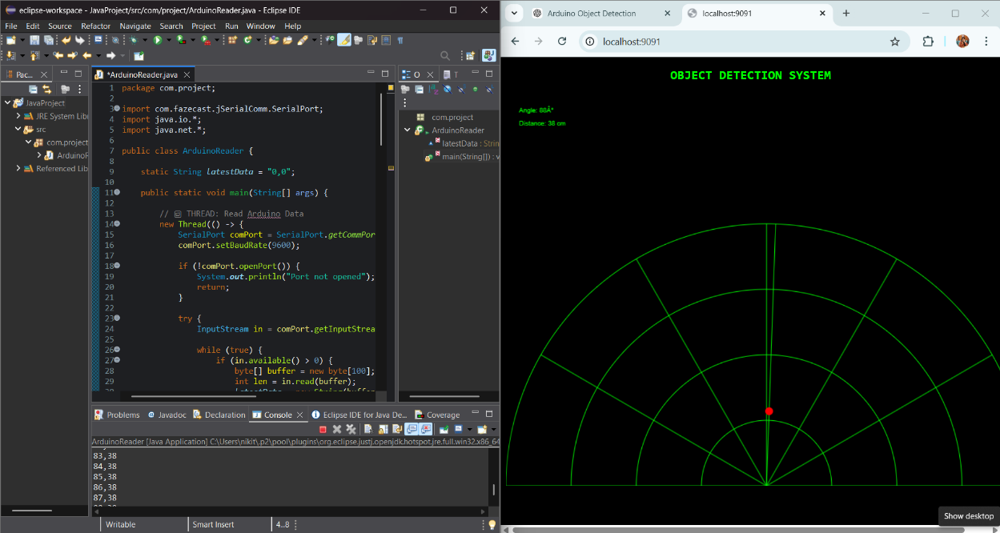 eclipse-workspace - JavaProject/src/com/project/ArduinoReader.java - Eclipse IDE
File Edit Source Refactor Navigate Search Project Run Window Help
Pac...
JavaProject
JRE System Lib
src
com.project
ArduinoR
Referenced Lib
*ArduinoReader.java
1 package com.project;
2
3 import com.fazecast.jSerialComm.SerialPort;
4 import java.io.*;
5 import java.net.*;
6
7 public class ArduinoReader {
8
9 static String latestData = "0,0";
10
11 public static void main(String[] args) {
12
13 // THREAD: Read Arduino Data
14 new Thread(() -> {
15 SerialPort comPort = SerialPort.getCommPor
16 comPort.setBaudRate(9600);
17
18 if (!comPort.openPort()) {
19 System.out.println("Port not opened");
20 return;
21 }
22
23 try {
24 InputStream in = comPort.getInputStrea
25
26 while (true) {
27 if (in.available() > 0) {
28 byte[] buffer = new byte[100];
29 int len = in.read(buffer);
O
T
com.project
ArduinoReader
latestData : Strin
main(String[]) : v
Problems Javadoc Declaration Console Eclipse IDE for Java De... Coverage
ArduinoReader [Java Application] C:\Users\nikit\.p2\pool\plugins\org.eclipse.justj.openjdk.hotspot.jre.full.win32.x86_64
83,38
84,38
85,38
86,38
87,38
Writable Smart Insert 4..8
Arduino Object Detection
localhost:9091
localhost:9091
OBJECT DETECTION SYSTEM
Angle: 88Â°
Distance: 38 cm
Show desktop